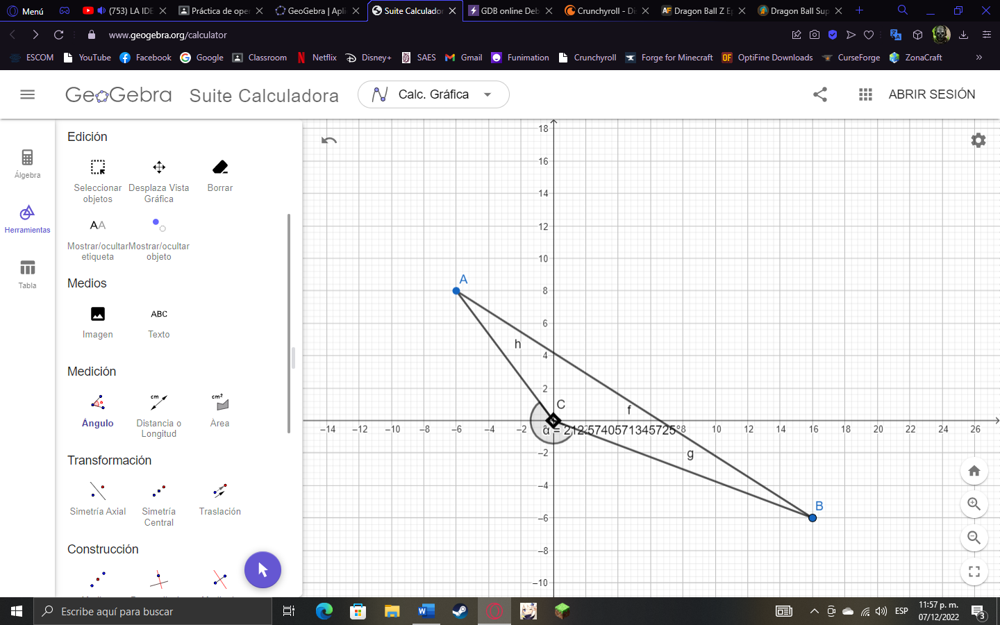 Menú
(753) LA IDE
Práctica de oper
GeoGebra | Apli
Suite Calculador
GDB online Deb
Crunchyroll - Di
AF Dragon Ball Z Ep
Dragon Ball Sup
www.geogebra.org/calculator
ESCOM YouTube Facebook Google Classroom Netflix Disney+ SAES Gmail Funimation Crunchyroll Forge for Minecraft OF OptiFine Downloads CurseForge ZonaCraft »
GeoGebra Suite Calculadora Calc. Gráfica ABRIR SESIÓN
Álgebra
Herramientas
Tabla
Edición
Seleccionar objetos
Desplaza Vista Gráfica
Borrar
AA
Mostrar/ocultar etiqueta
Mostrar/ocultar objeto
Medios
Imagen
ABC
Texto
Medición
Ángulo
cm
Distancia o Longitud
cm²
Área
Transformación
Simetría Axial
Simetría Central
Traslación
Construcción
18
16
14
12
10
8
6
4
2
−2
−4
−6
−8
−10
A
h
f
C
α = 212.5740571345725°
g
B
−14 −12 −10 −8 −6 −4 −2 8 10 12 14 16 18 20 22 24 26
Escribe aquí para buscar
ESP
11:57 p. m.
07/12/2022
3